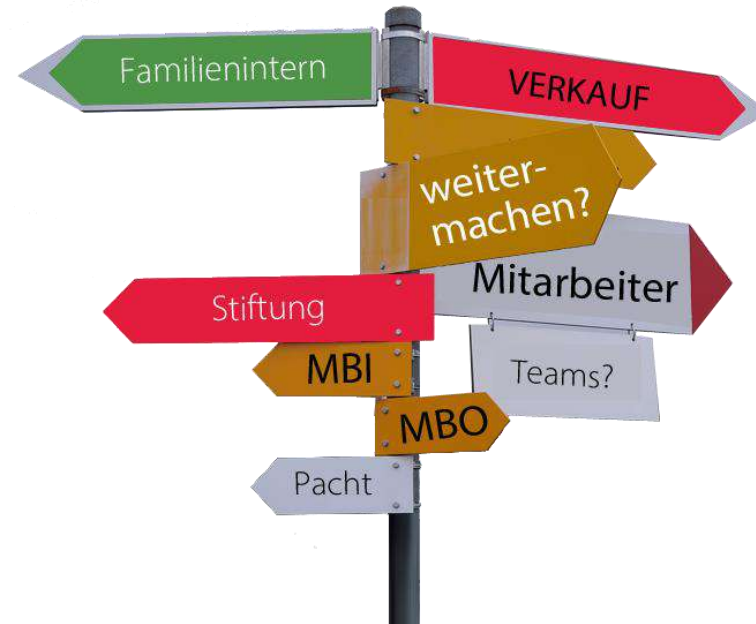 Familienintern
VERKAUF
weiter-
machen?
Mitarbeiter
Stiftung
Teams?
MBI
MBO
Pacht